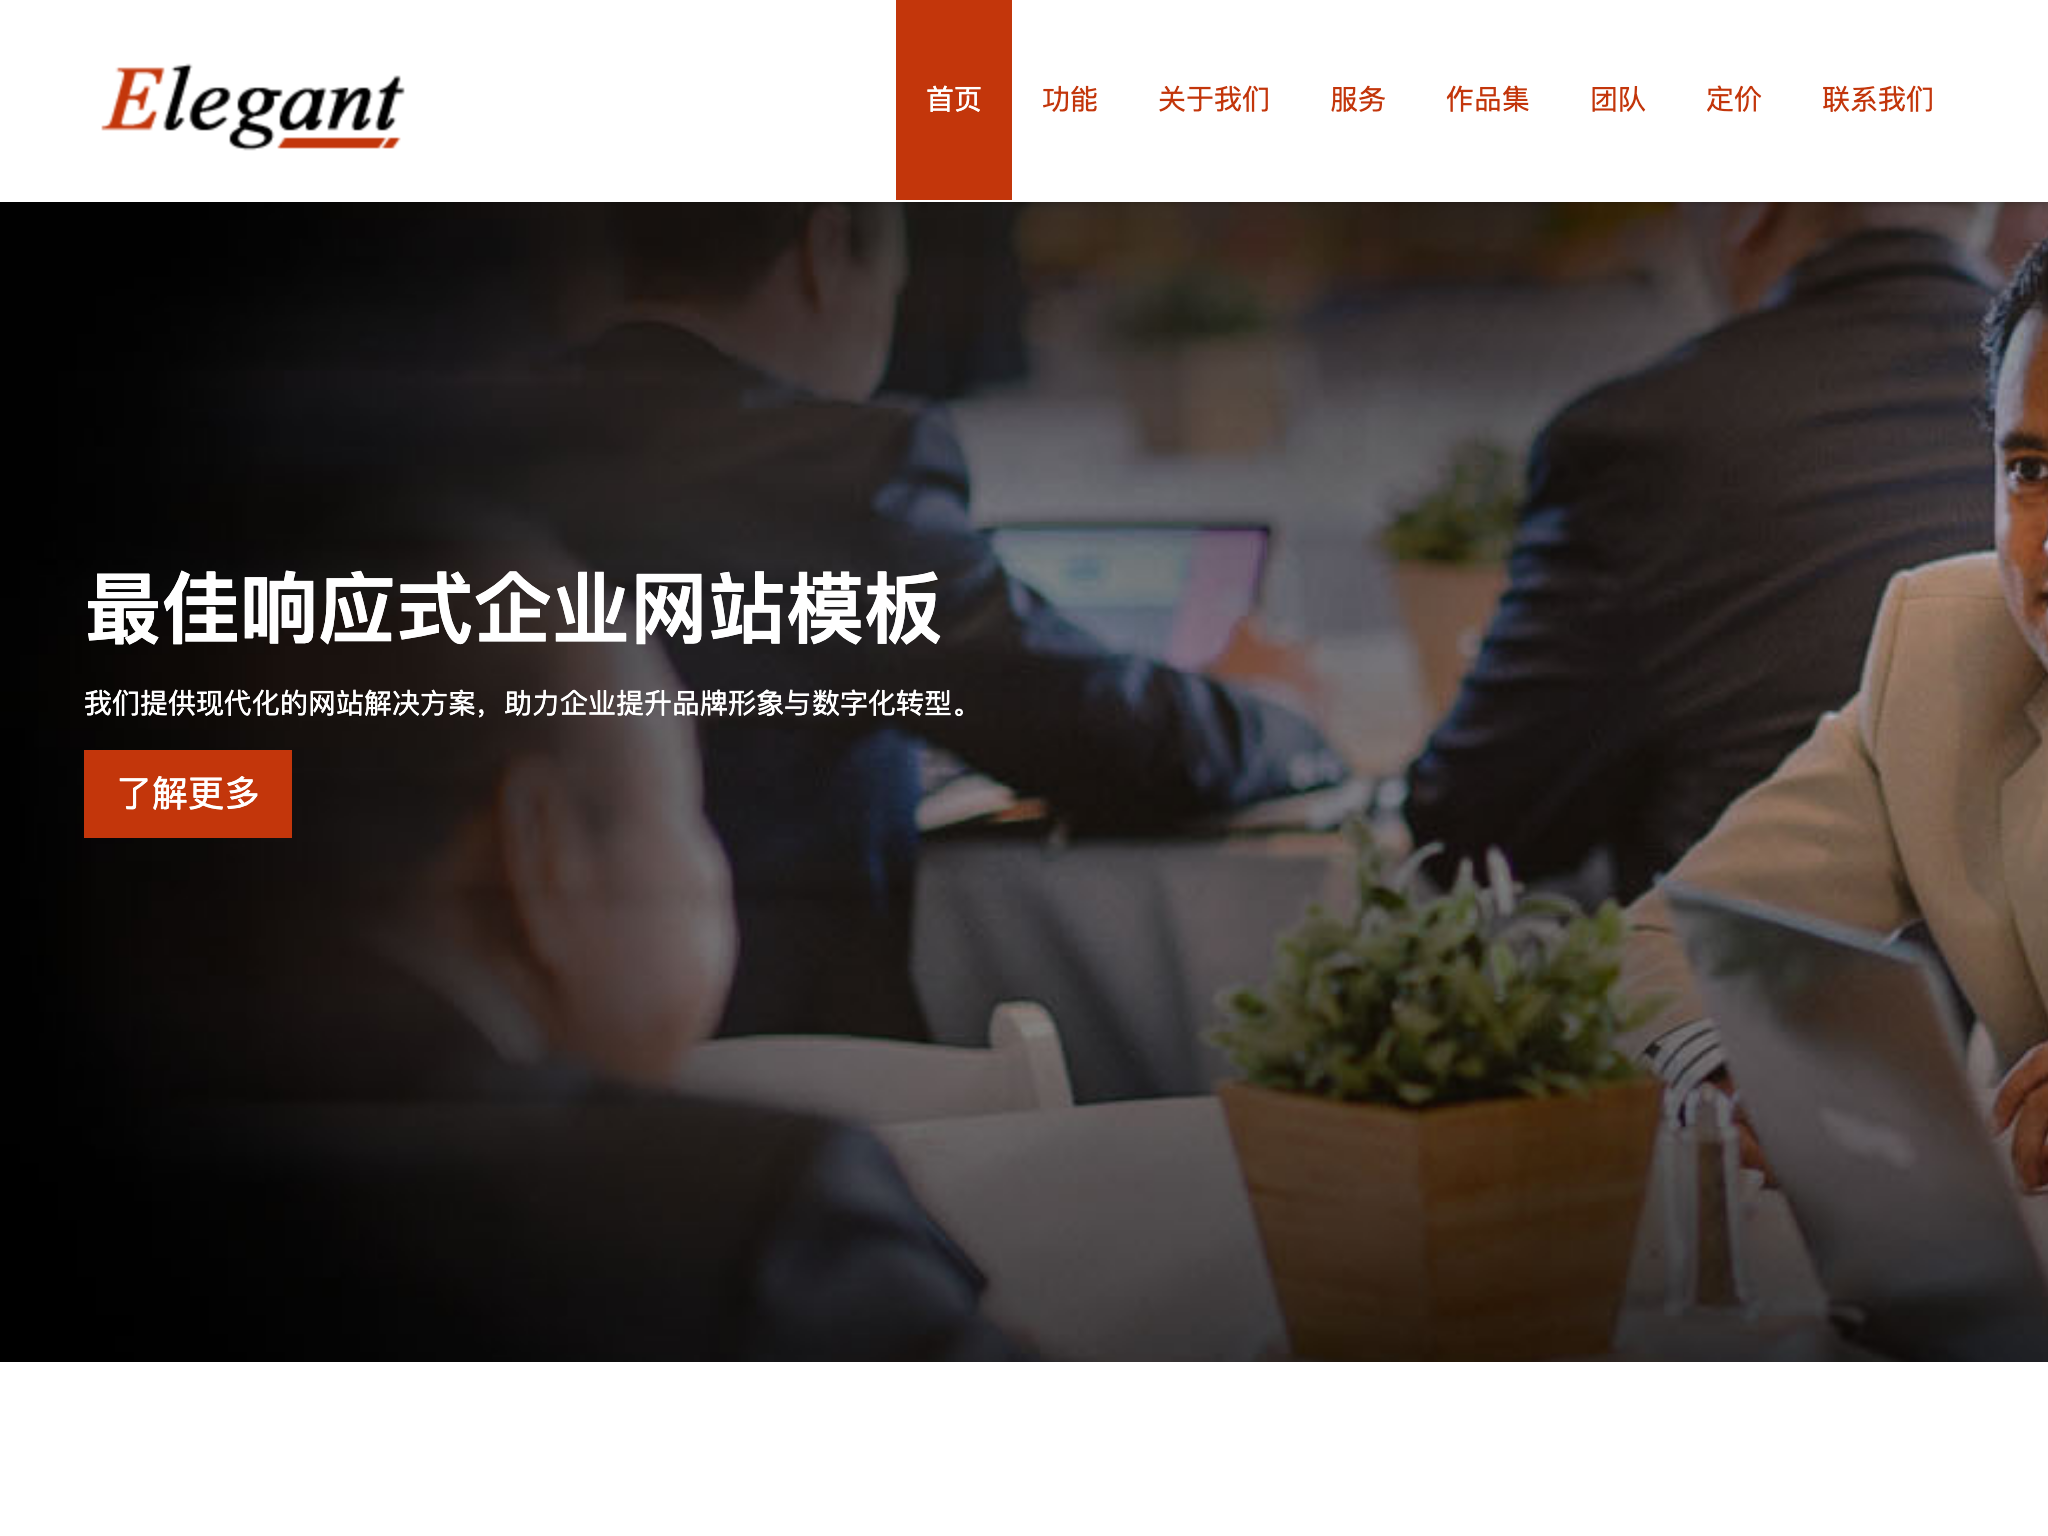 Elegant
首页 功能 关于我们 服务 作品集 团队 定价 联系我们
最佳响应式企业网站模板
我们提供现代化的网站解决方案，助力企业提升品牌形象与数字化转型。
了解更多